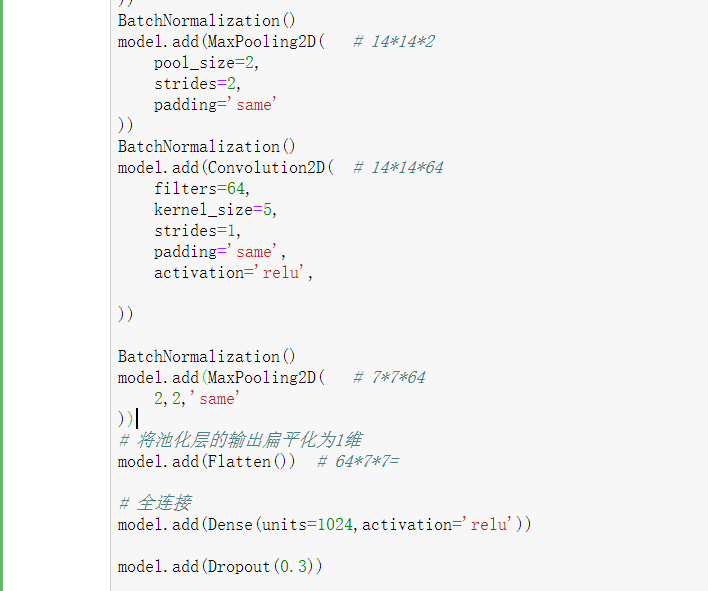 ))
BatchNormalization()
model.add(MaxPooling2D(   # 14*14*2
    pool_size=2,
    strides=2,
    padding='same'
))
BatchNormalization()
model.add(Convolution2D(  # 14*14*64
    filters=64,
    kernel_size=5,
    strides=1,
    padding='same',
    activation='relu',
))
BatchNormalization()
model.add(MaxPooling2D(   # 7*7*64
    2,2,'same'
))
# 将池化层的输出扁平化为1维
model.add(Flatten())  # 64*7*7=
# 全连接
model.add(Dense(units=1024,activation='relu'))
model.add(Dropout(0.3))